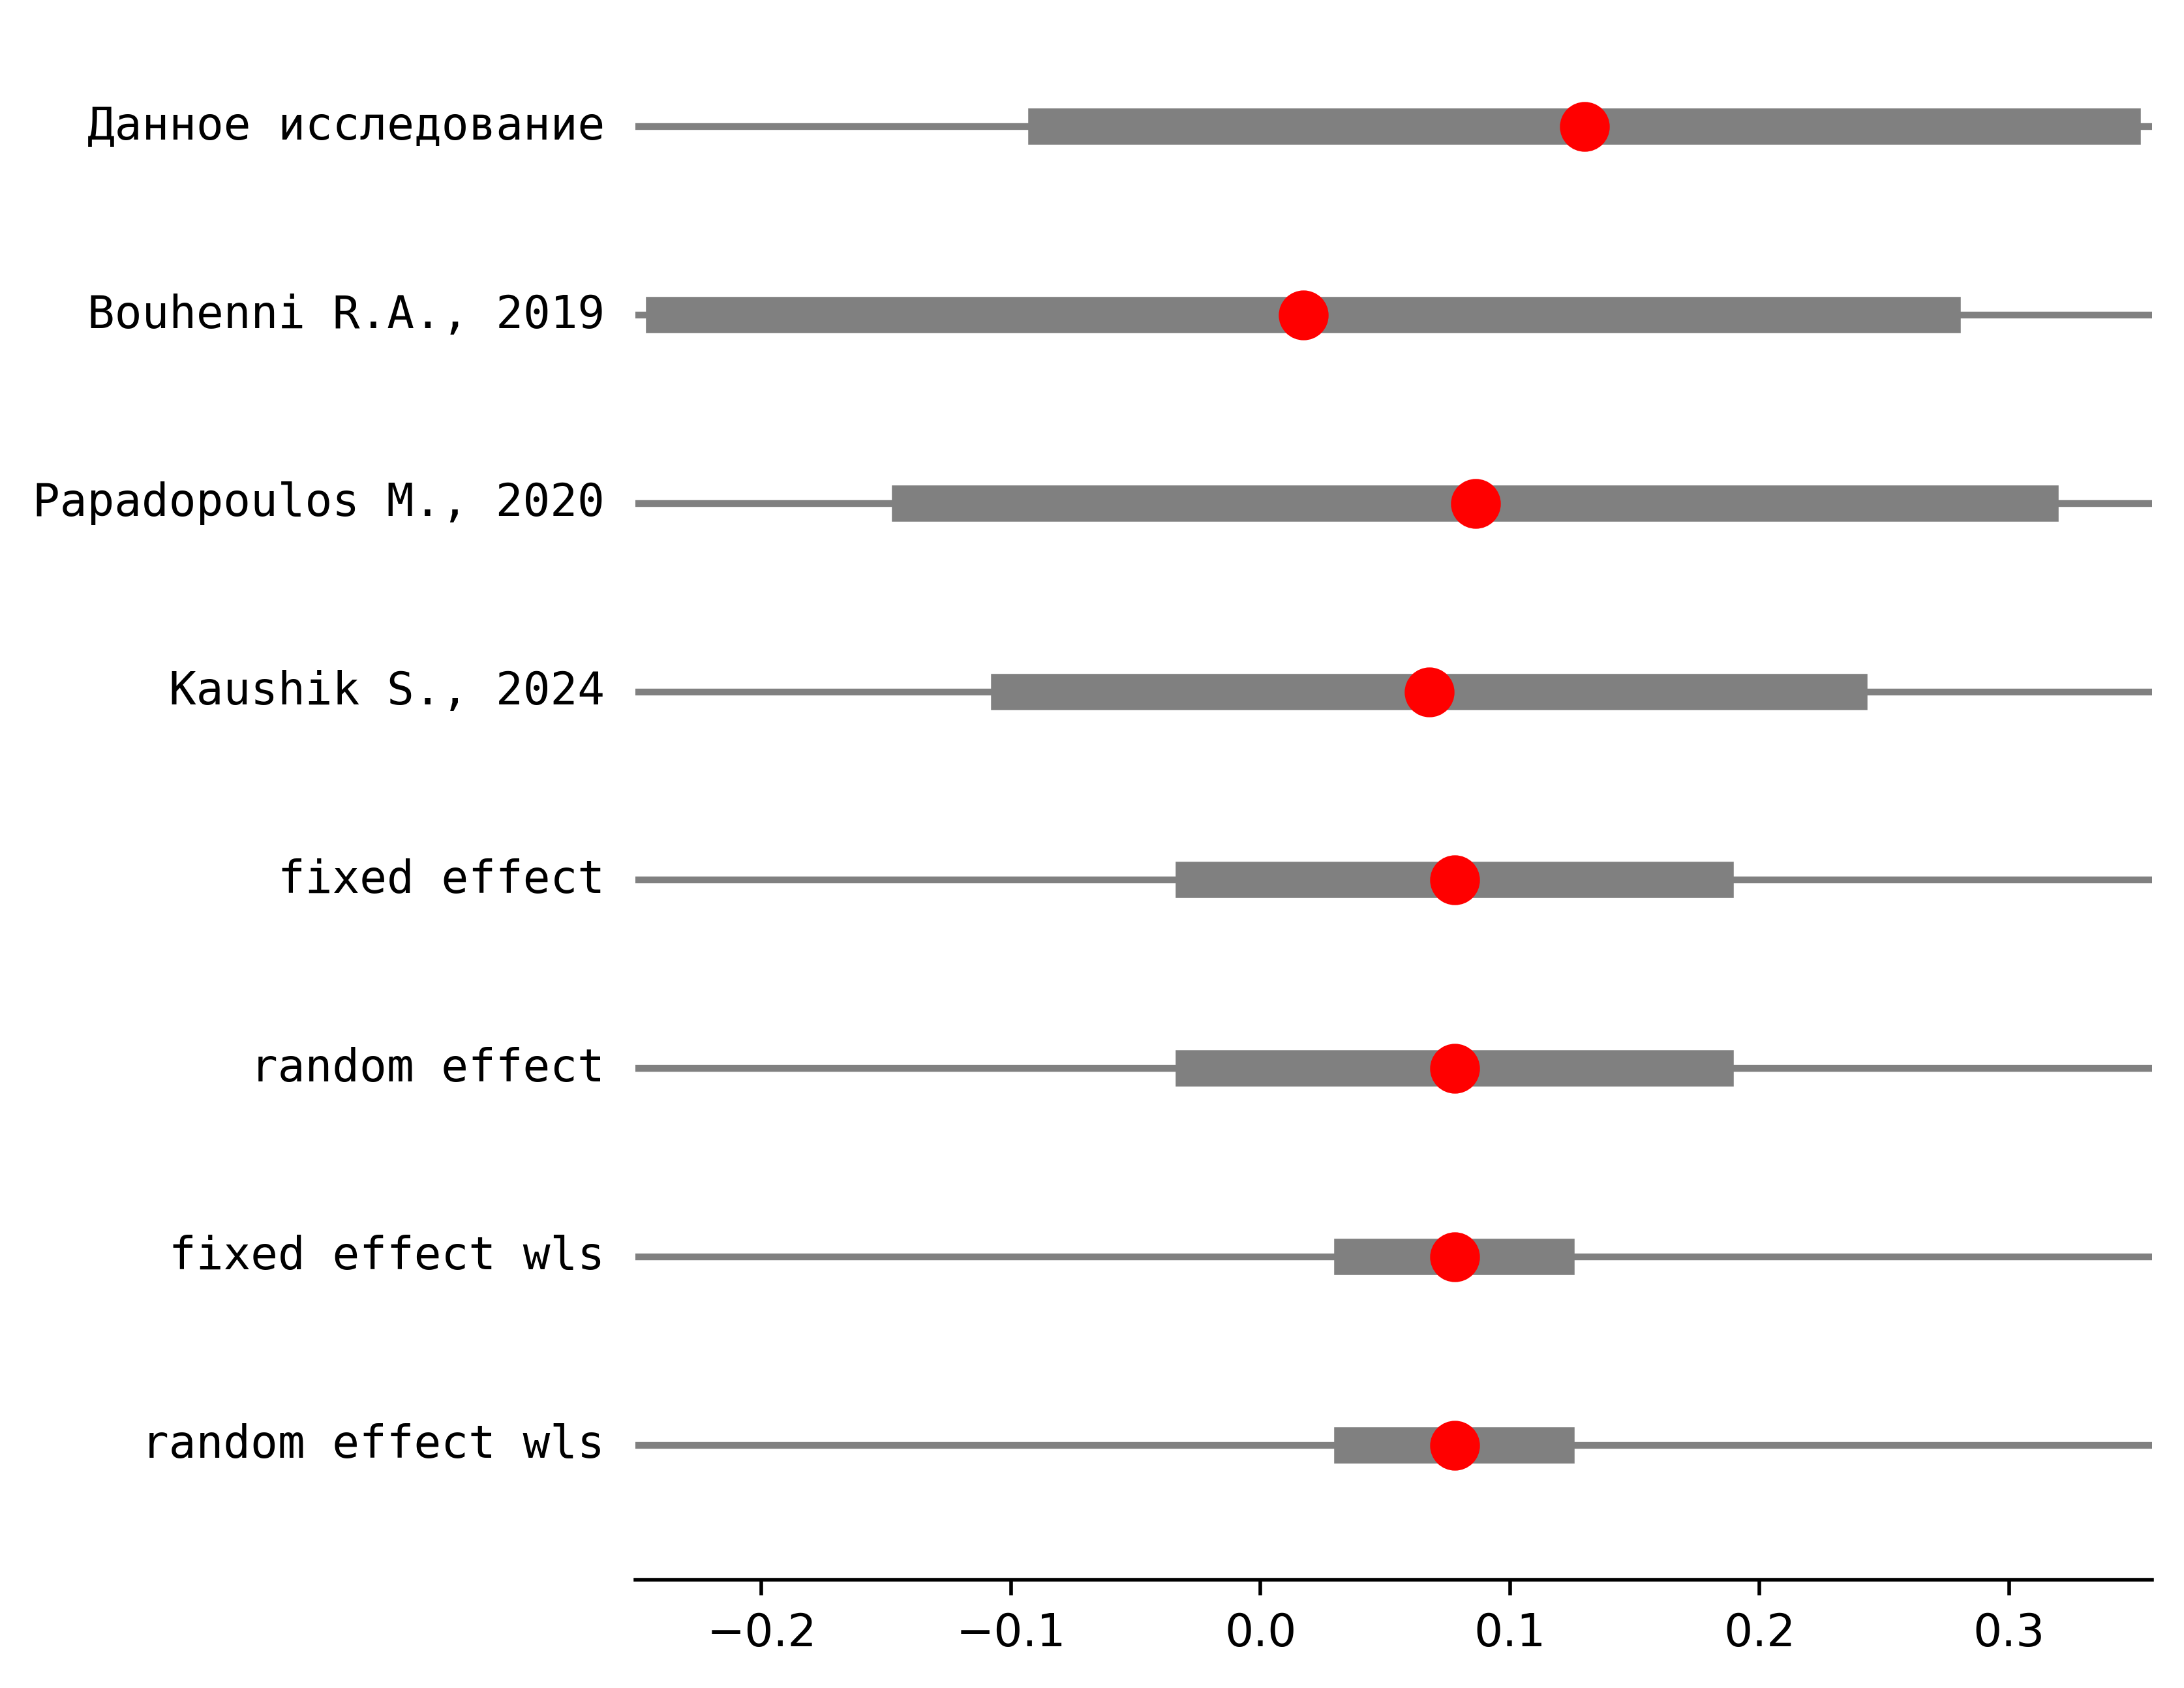 Данное исследование
Bouhenni R.A., 2019
Papadopoulos M., 2020
Kaushik S., 2024
fixed effect
random effect
fixed effect wls
random effect wls
−0.2 −0.1 0.0 0.1 0.2 0.3